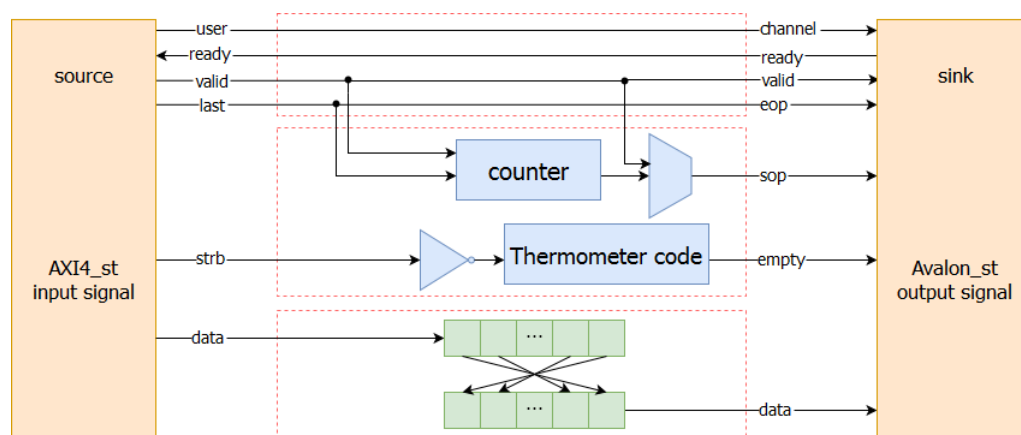 user
channel
ready
ready
source
valid
valid
sink
last
eop
counter
sop
AXI4_st
input signal
strb
Thermometer code
empty
Avalon_st
output signal
data
...
...
data